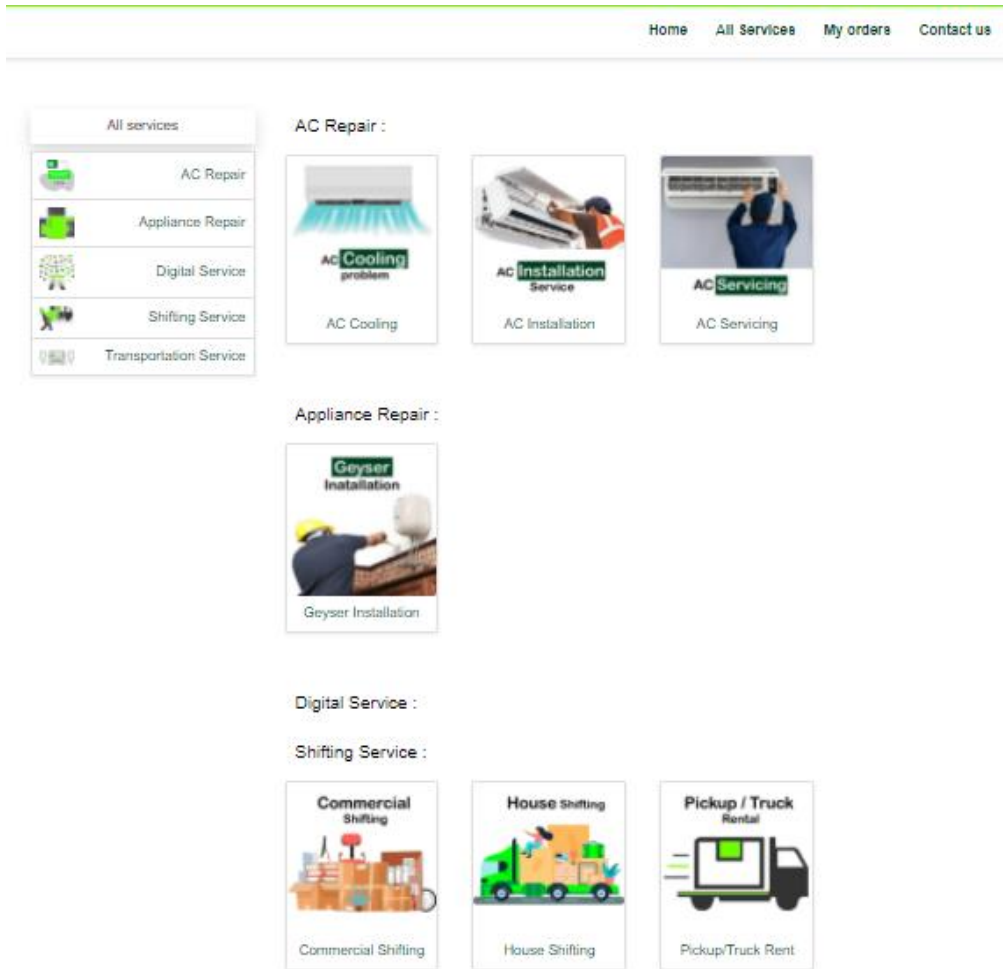 Home All Services My orders Contact us
All services
AC Repair
Appliance Repair
Digital Service
Shifting Service
Transportation Service
AC Repair :
AC Cooling
problem
AC Cooling
AC Installation
Service
AC Installation
AC Servicing
AC Servicing
Appliance Repair :
Geyser
Inatallation
Geyser Installation
Digital Service :
Shifting Service :
Commercial
Shifting
Commercial Shifting
House Shifting
House Shifting
Pickup / Truck
Rental
Pickup/Truck Rent